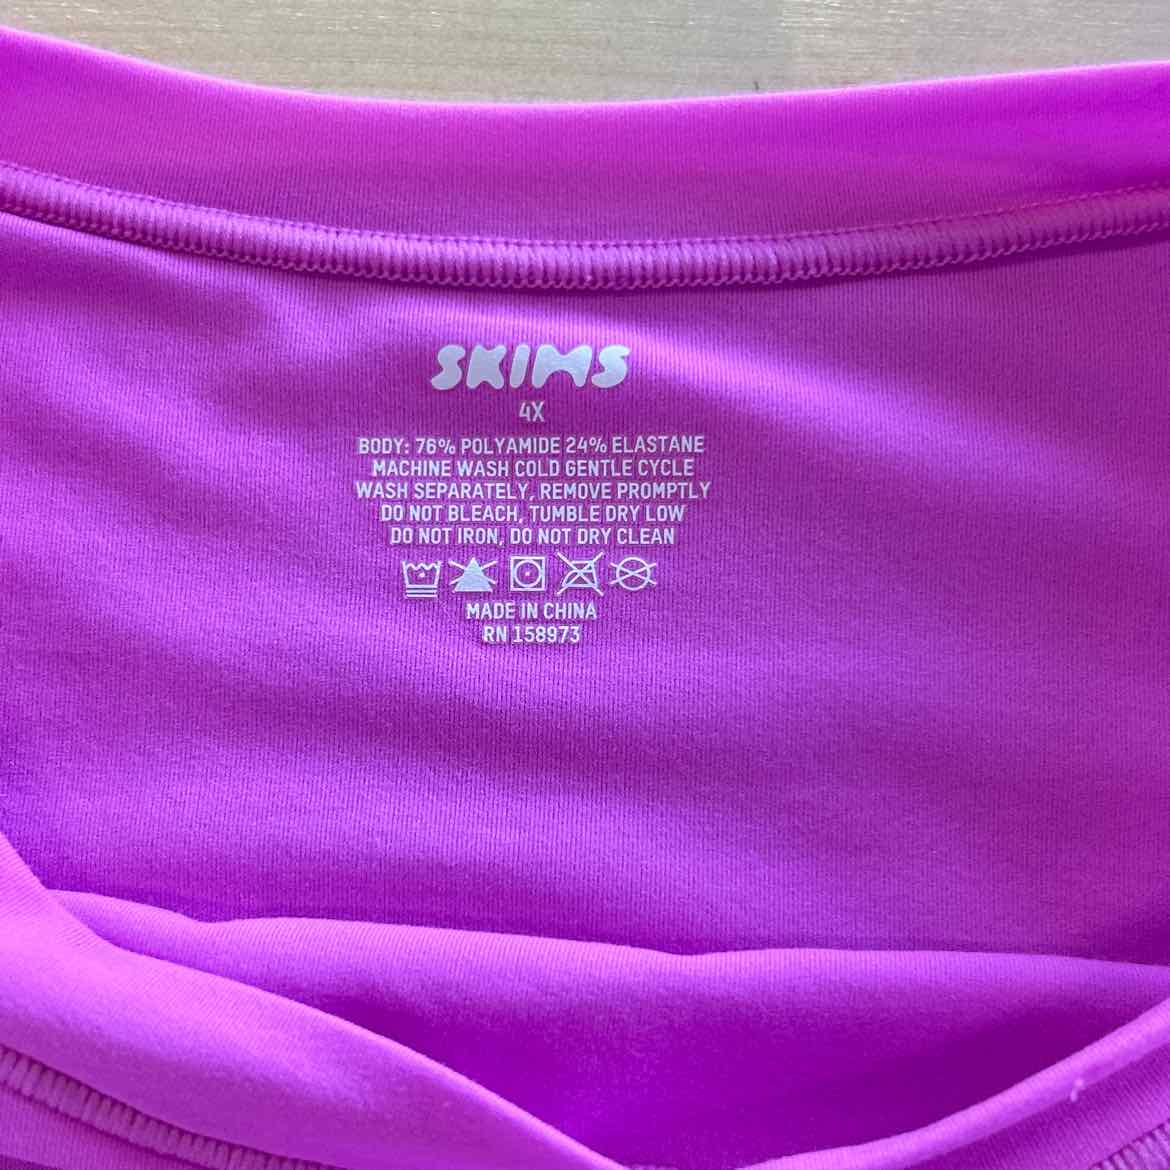 SKIMS
4X
BODY: 76% POLYAMIDE 24% ELASTANE
MACHINE WASH COLD GENTLE CYCLE
WASH SEPARATELY, REMOVE PROMPTLY
DO NOT BLEACH, TUMBLE DRY LOW
DO NOT IRON, DO NOT DRY CLEAN
MADE IN CHINA
RN 158973